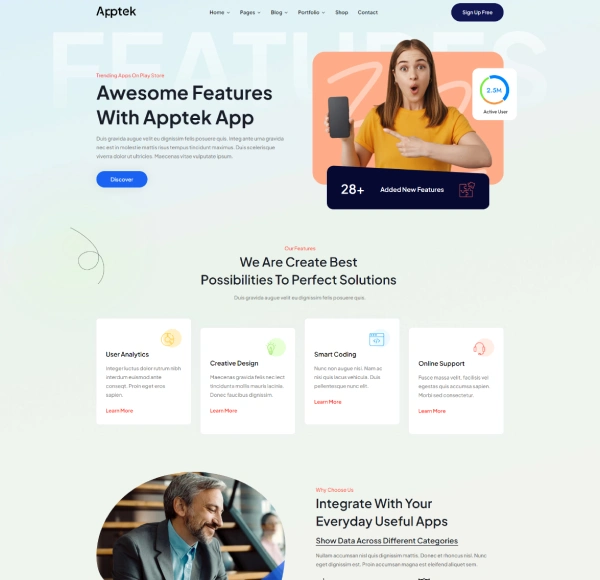 Apptek
Home Pages Blog Portfolio Shop Contact
Sign Up Free
FEATURES
Trending Apps On Play Store
Awesome Features
With Apptek App
Duis gravida augue velit eu dignissim felis posuere quis. Integ ante urna gravida
nec est in molestie mattis risus tempus tincidunt maximus. Duis scelerisque
viverra dolor ut ultricies. Maecenas vitae vulputate ipsum.
Discover
2.5M
Active User
28+ Added New Features
Our Features
We Are Create Best
Possibilities To Perfect Solutions
Duis gravida augue velit eu dignissim felis posuere quis.
User Analytics
Integer luctus dolor rutrum nibh
interdum euismod ante
consequat. Proin eget eros
sapien.
Learn More
Creative Design
Maecenas gravida felis nec lect
tincidunt a mollis mauris lacinia.
Donec faucibus dignissim.
Learn More
Smart Coding
Nunc non augue nisi. Nam ac
nisi quis lacus vehicula. Duis
pellentesque nunc elit.
Learn More
Online Support
Fusce massa velit, facilisis vel
egestas quis accumsa sapien
Morbi sed consectetur.
Learn More
Why Choose Us
Integrate With Your
Everyday Useful Apps
Show Data Across Different Categories
Nullam accumsan nisi quis dignissim mattis. Donec et rhoncus nisl. Nunc
eget dignissim est. Proin accumsan magna est eleifend aliquet sem.